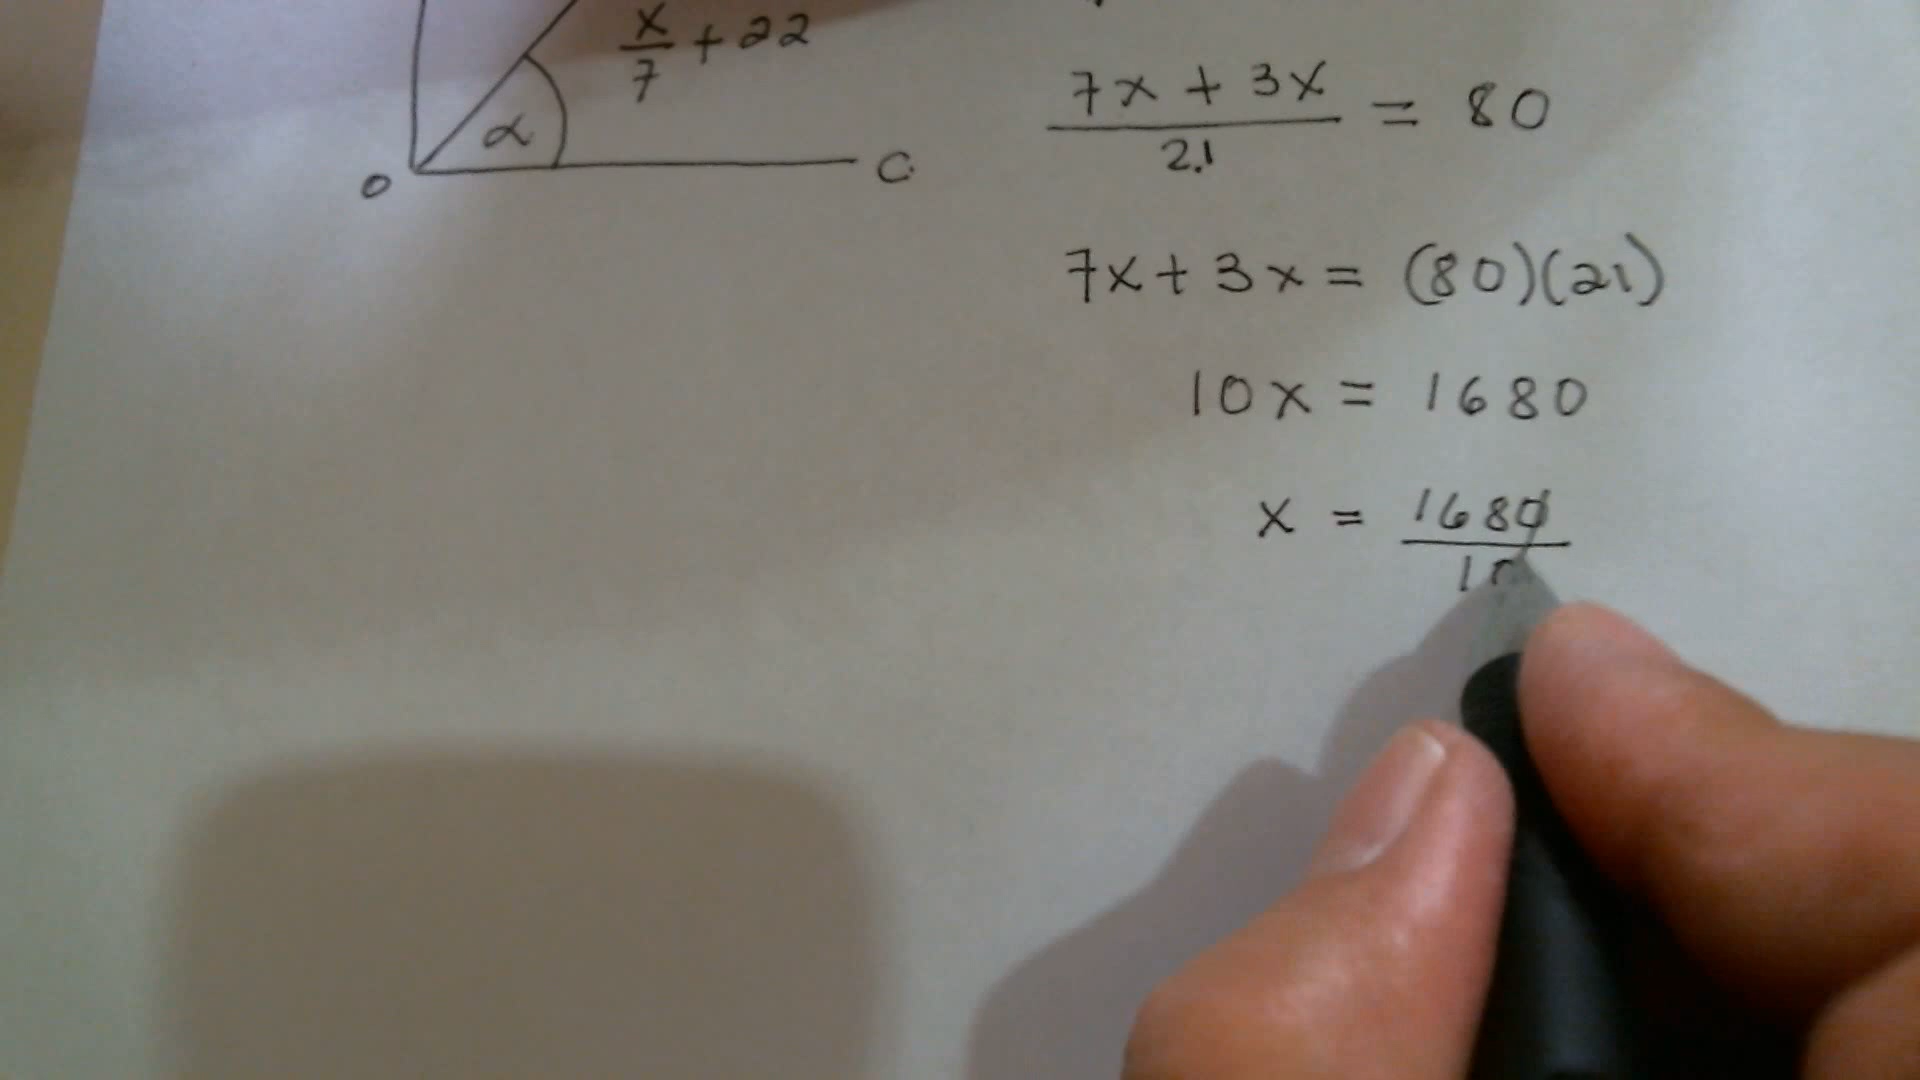 x/7 + 22
α
O
C
7x + 3x / 21 = 80
7x + 3x = (80)(21)
10x = 1680
x = 1680 / 10